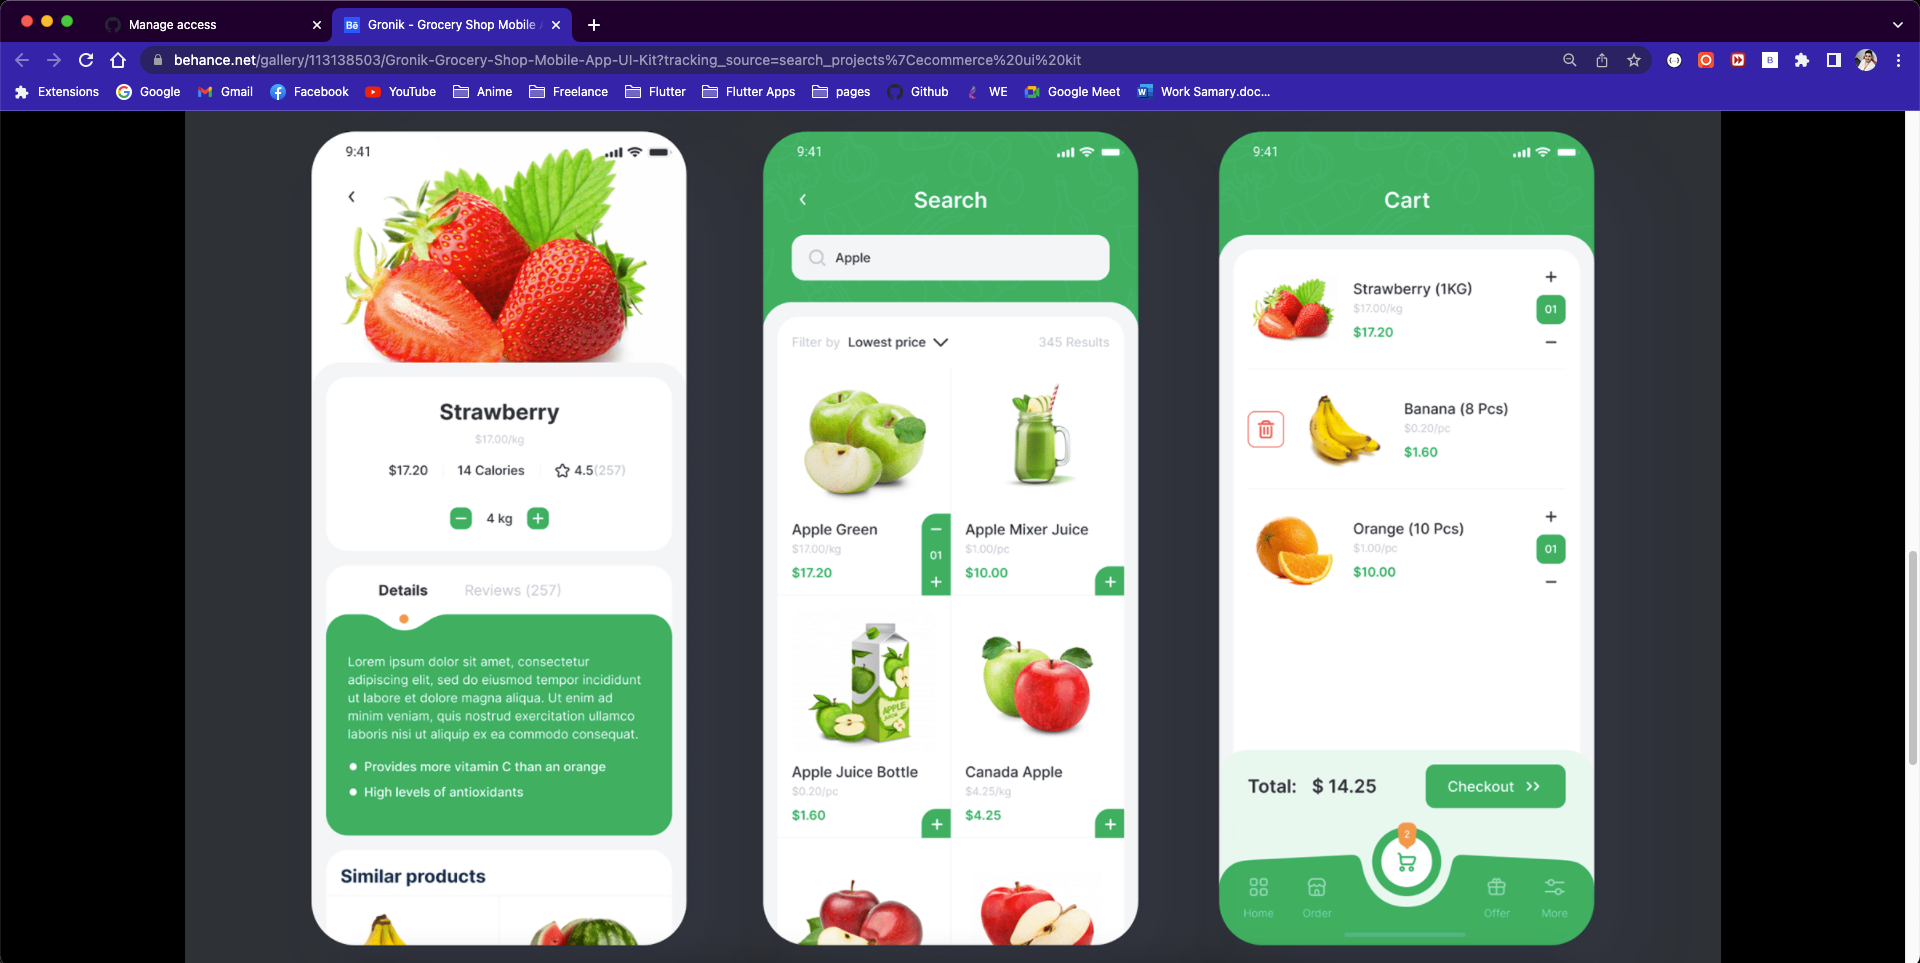 Manage access
Gronik - Grocery Shop Mobile
behance.net/gallery/113138503/Gronik-Grocery-Shop-Mobile-App-UI-Kit?tracking_source=search_projects%7Cecommerce%20ui%20kit
Extensions Google Gmail Facebook YouTube Anime Freelance Flutter Flutter Apps pages Github WE Google Meet Work Samary.doc...
9:41
Strawberry
$17.00/kg
$17.20 14 Calories 4.5(257)
4 kg
Details Reviews (257)
Lorem ipsum dolor sit amet, consectetur
adipiscing elit, sed do eiusmod tempor incididunt
ut labore et dolore magna aliqua. Ut enim ad
minim veniam, quis nostrud exercitation ullamco
laboris nisi ut aliquip ex ea commodo consequat.
Provides more vitamin C than an orange
High levels of antioxidants
Similar products
9:41
Search
Apple
Filter by Lowest price 345 Results
Apple Green
$17.00/kg
$17.20
01
Apple Mixer Juice
$1.00/pc
$10.00
APPLE
JUICE
Apple Juice Bottle
$0.20/pc
$1.60
Canada Apple
$4.25/kg
$4.25
9:41
Cart
Strawberry (1KG)
$17.00/kg
$17.20
01
Banana (8 Pcs)
$0.20/pc
$1.60
Orange (10 Pcs)
$1.00/pc
$10.00
01
Total: $ 14.25
Checkout
2
Home Order Offer More